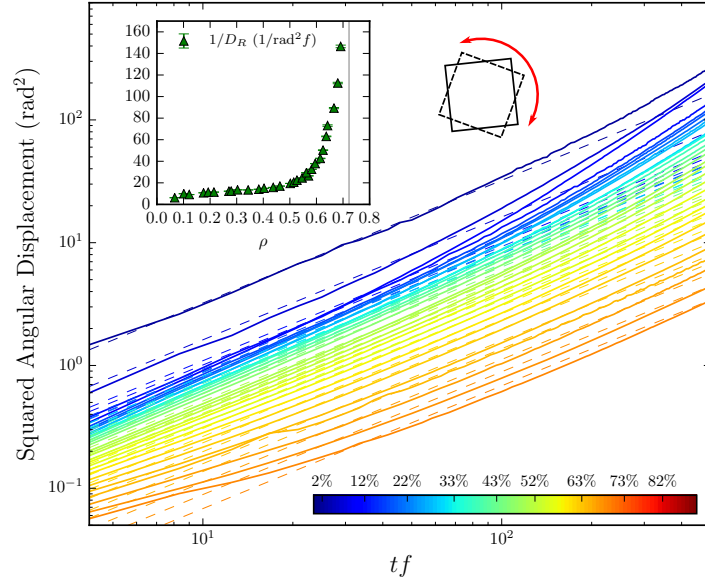 160
140
120
100
80
60
40
20
0
1/D_R (1/rad²f)
0.0 0.1 0.2 0.3 0.4 0.5 0.6 0.7 0.8
ρ
10²
10¹
10⁰
10⁻¹
Squared Angular Displacement (rad²)
2% 12% 22% 33% 43% 52% 63% 73% 82%
10¹ 10²
tf